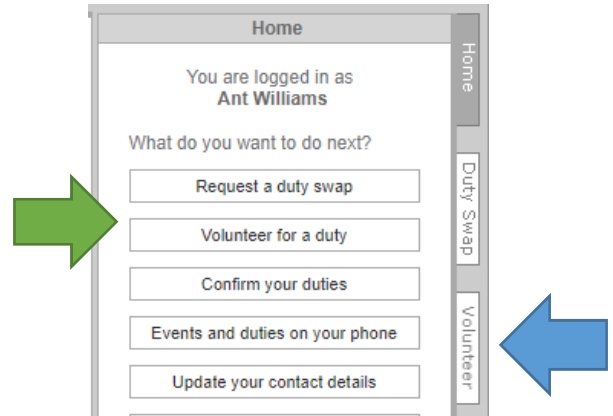 Home
You are logged in as
Ant Williams
What do you want to do next?
Request a duty swap
Volunteer for a duty
Confirm your duties
Events and duties on your phone
Update your contact details
Home
Duty Swap
Volunteer